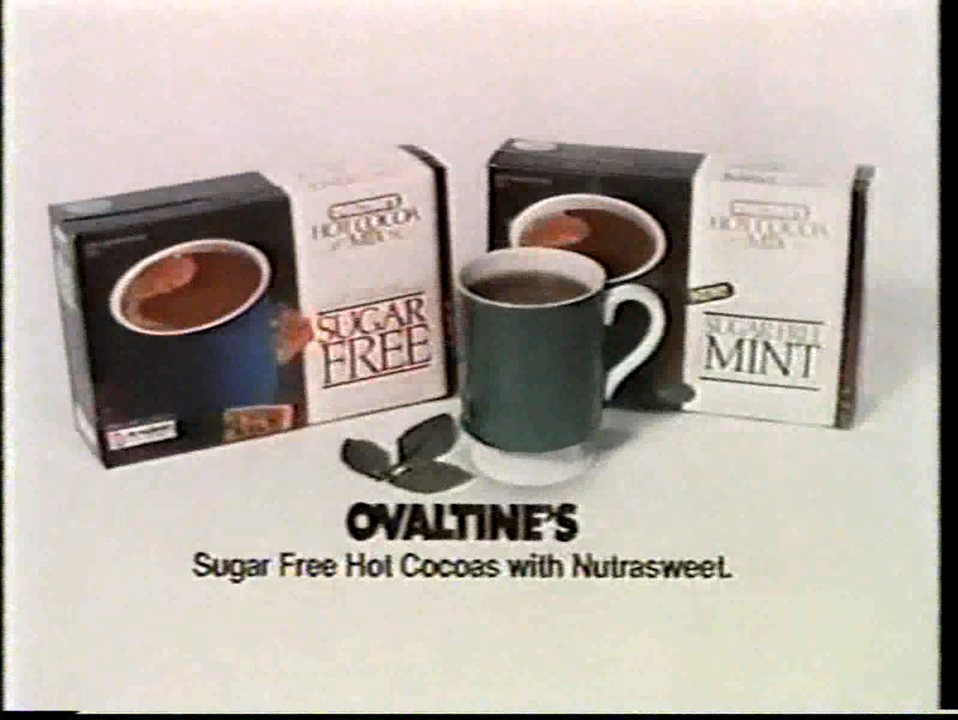 HOT COCOA
MIX
SUGAR
FREE
HOT COCOA
MIX
SUGAR FREE
MINT
OVALTINE'S
Sugar Free Hot Cocoas with Nutrasweet.